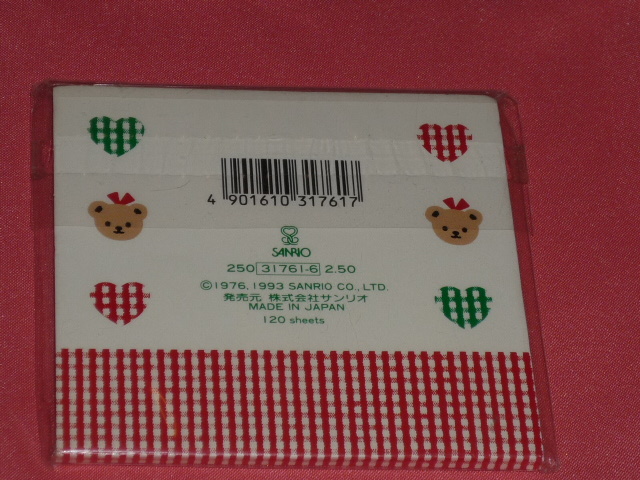 4 901610 317617
SANRIO
250 31761-6 2.50
©1976, 1993 SANRIO CO., LTD.
発売元 株式会社サンリオ
MADE IN JAPAN
120 sheets